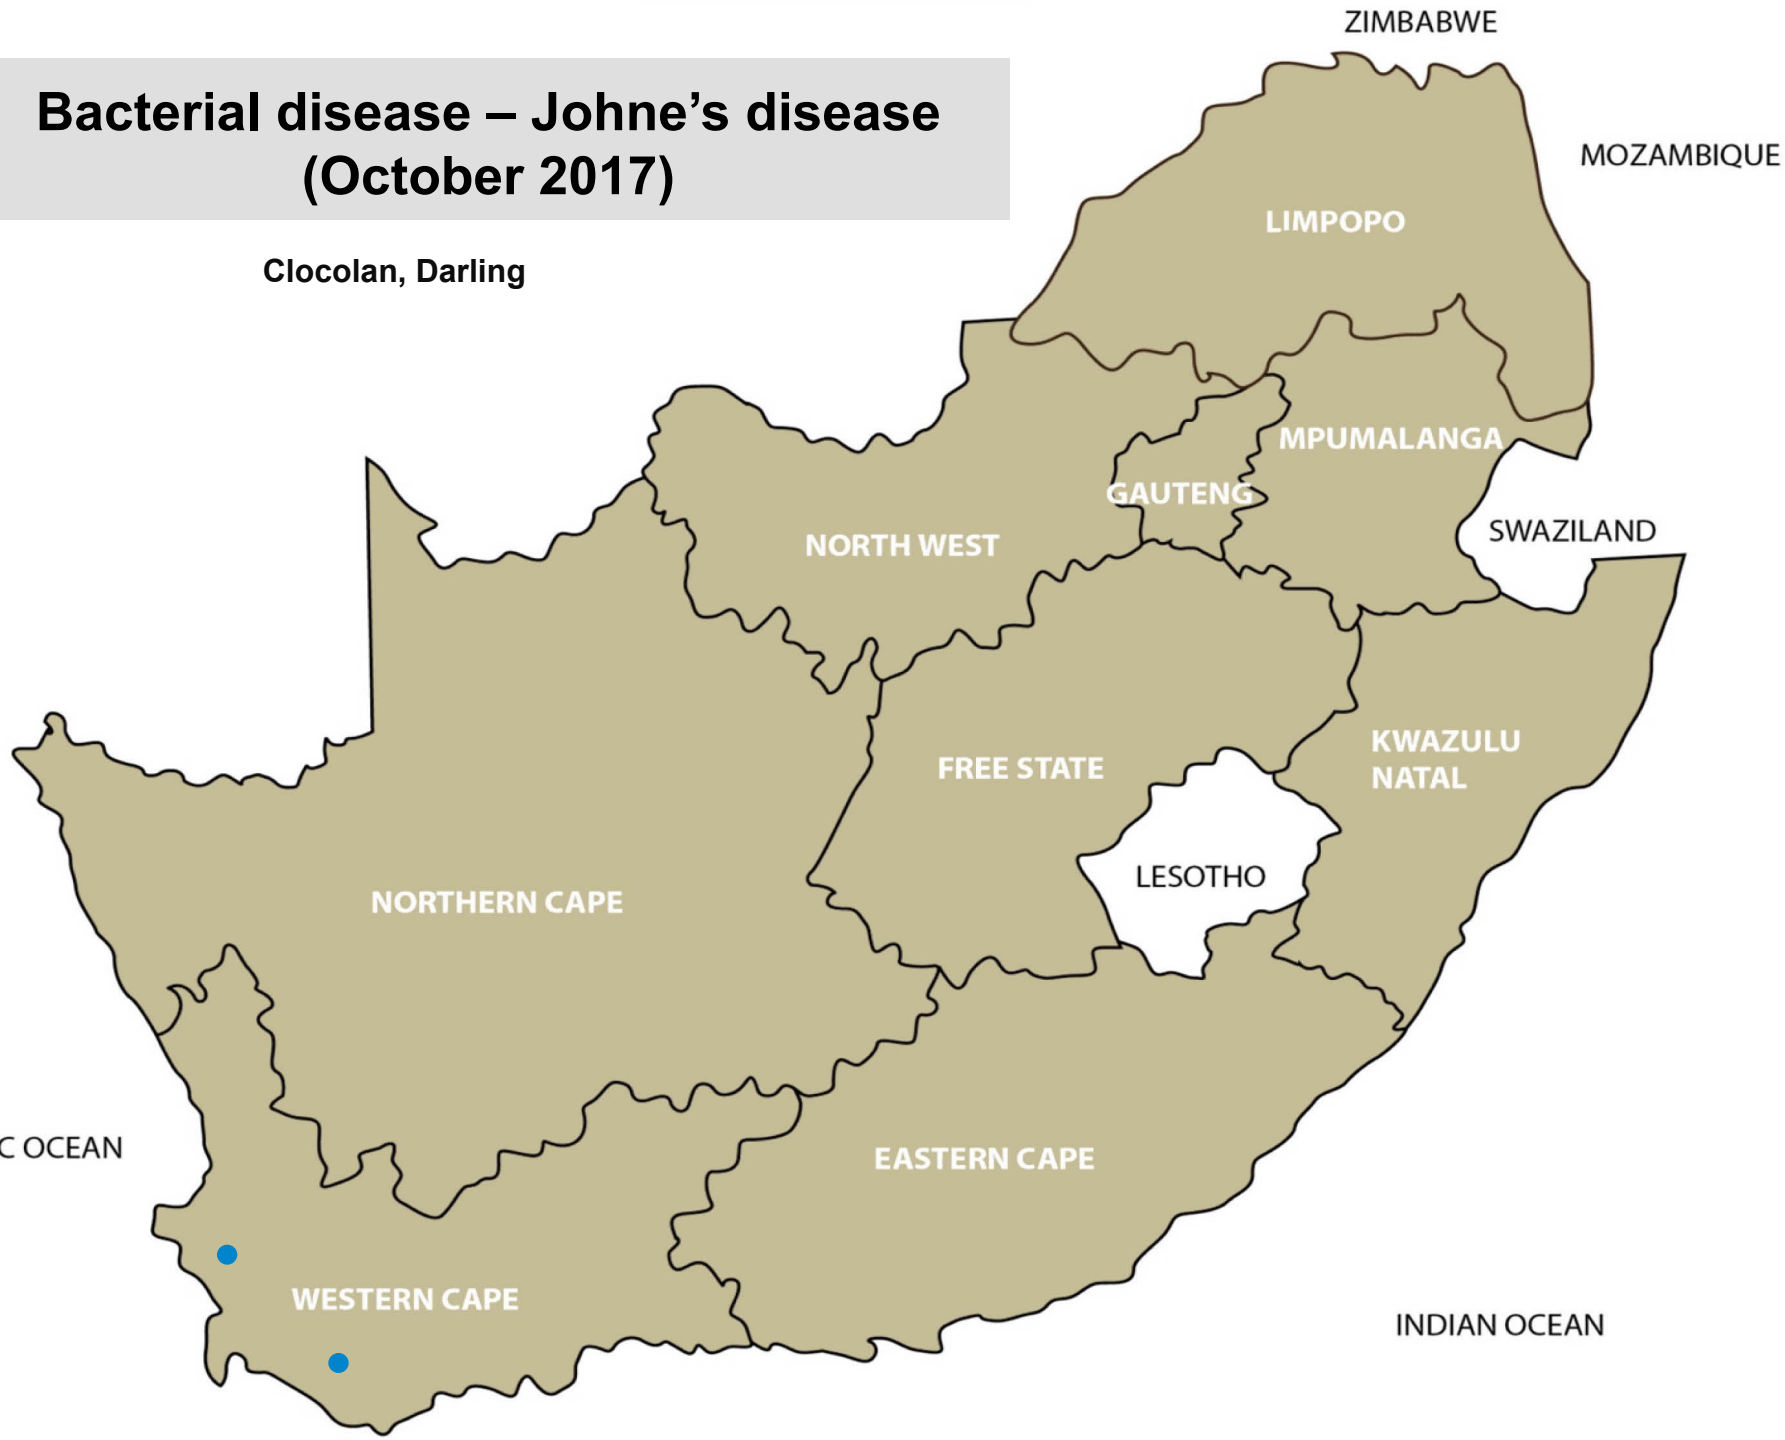 ZIMBABWE
Bacterial disease – Johne’s disease
(October 2017)
MOZAMBIQUE
LIMPOPO
Clocolan, Darling
MPUMALANGA
GAUTENG
SWAZILAND
NORTH WEST
KWAZULU
NATAL
FREE STATE
LESOTHO
NORTHERN CAPE
C OCEAN
EASTERN CAPE
WESTERN CAPE
INDIAN OCEAN